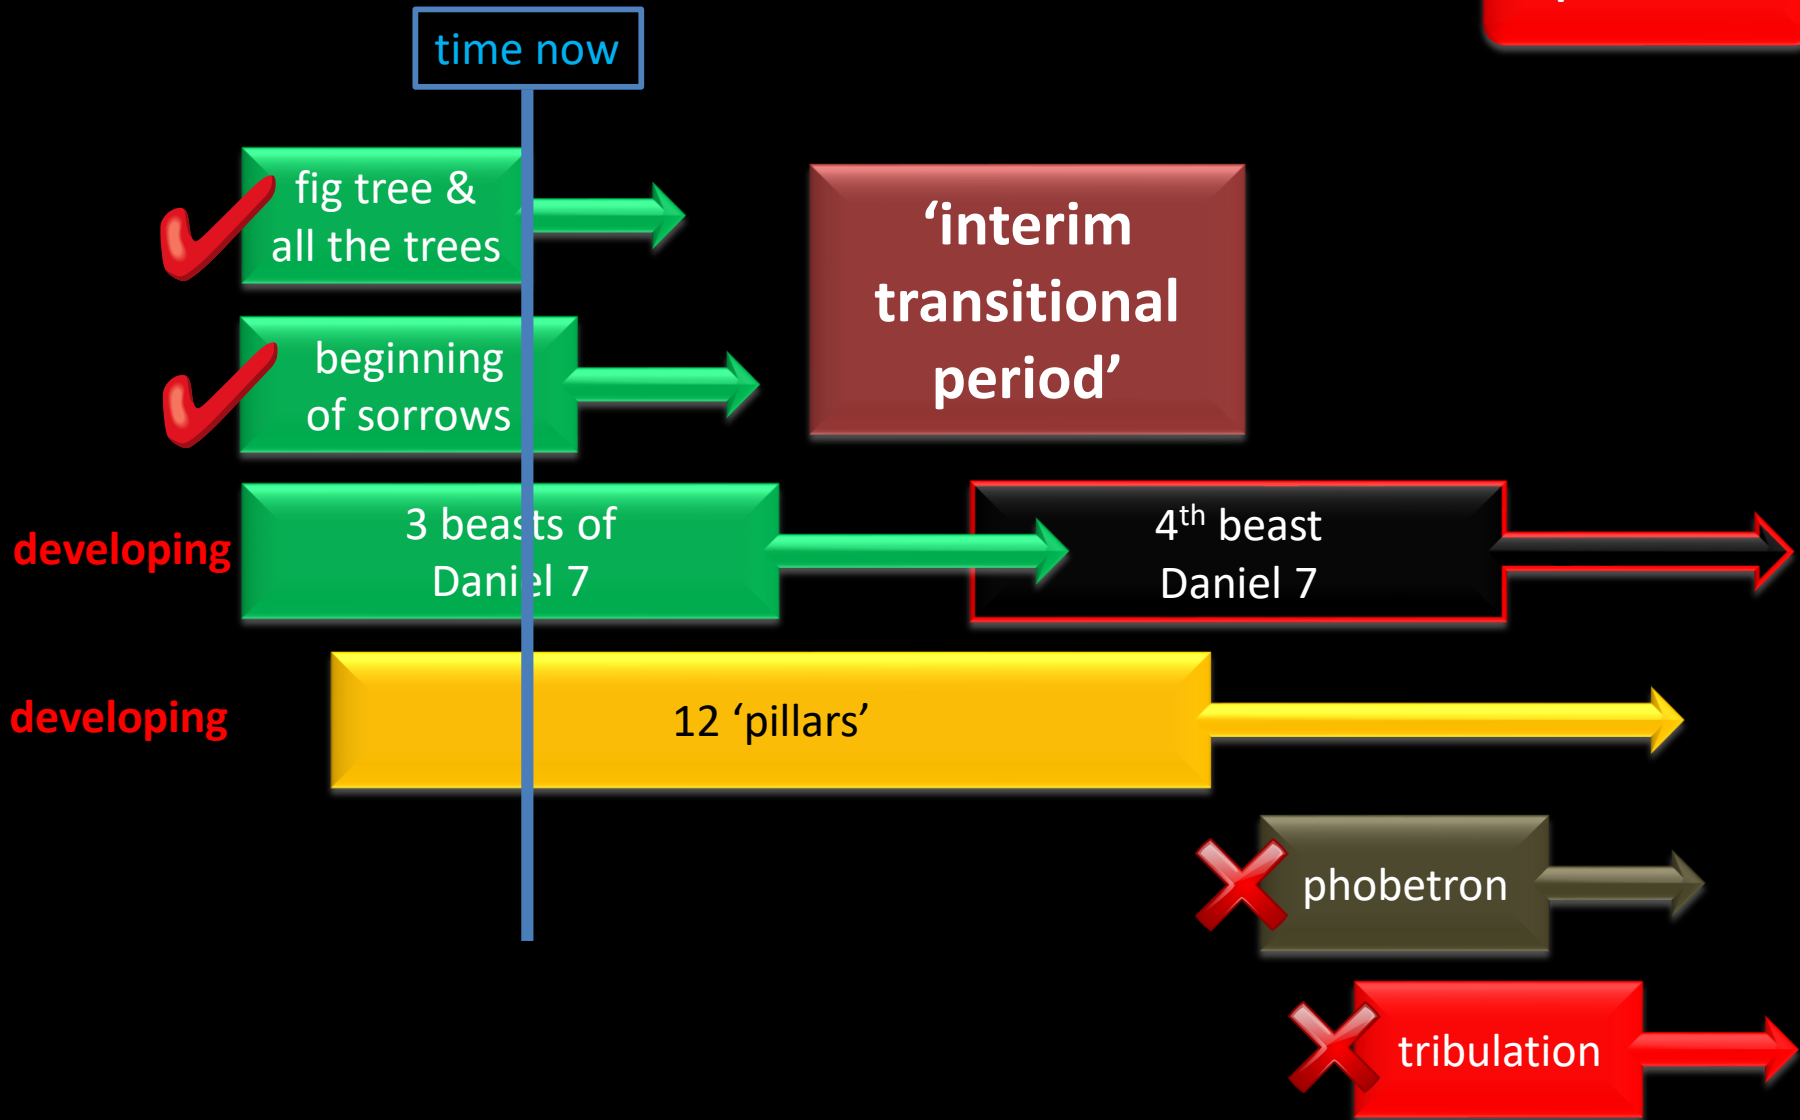 time now
fig tree &
all the trees
‘interim
transitional
period’
beginning
of sorrows
developing
3 beasts of
Daniel 7
4th beast
Daniel 7
developing
12 ‘pillars’
phobetron
tribulation